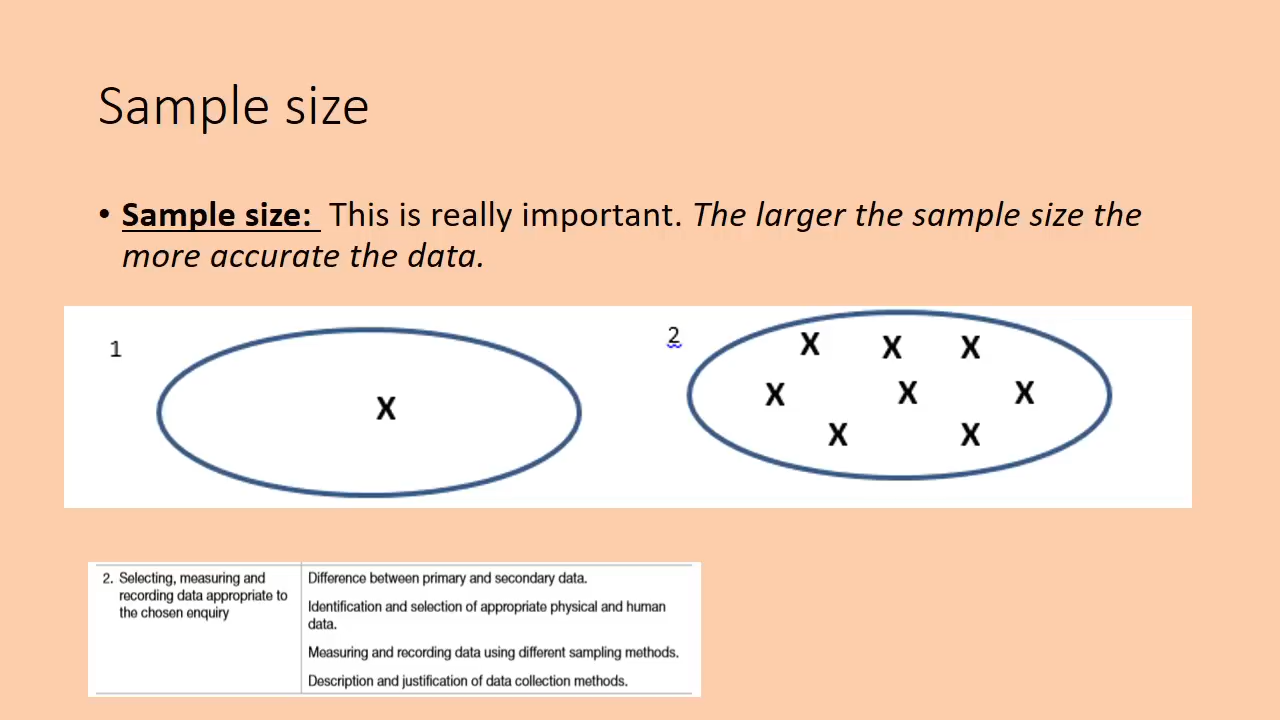 Sample size
• Sample size: This is really important. The larger the sample size the
more accurate the data.
1
2
X
X X X
X X X
X X
2. Selecting, measuring and
recording data appropriate to
the chosen enquiry
Difference between primary and secondary data.
Identification and selection of appropriate physical and human
data.
Measuring and recording data using different sampling methods.
Description and justification of data collection methods.